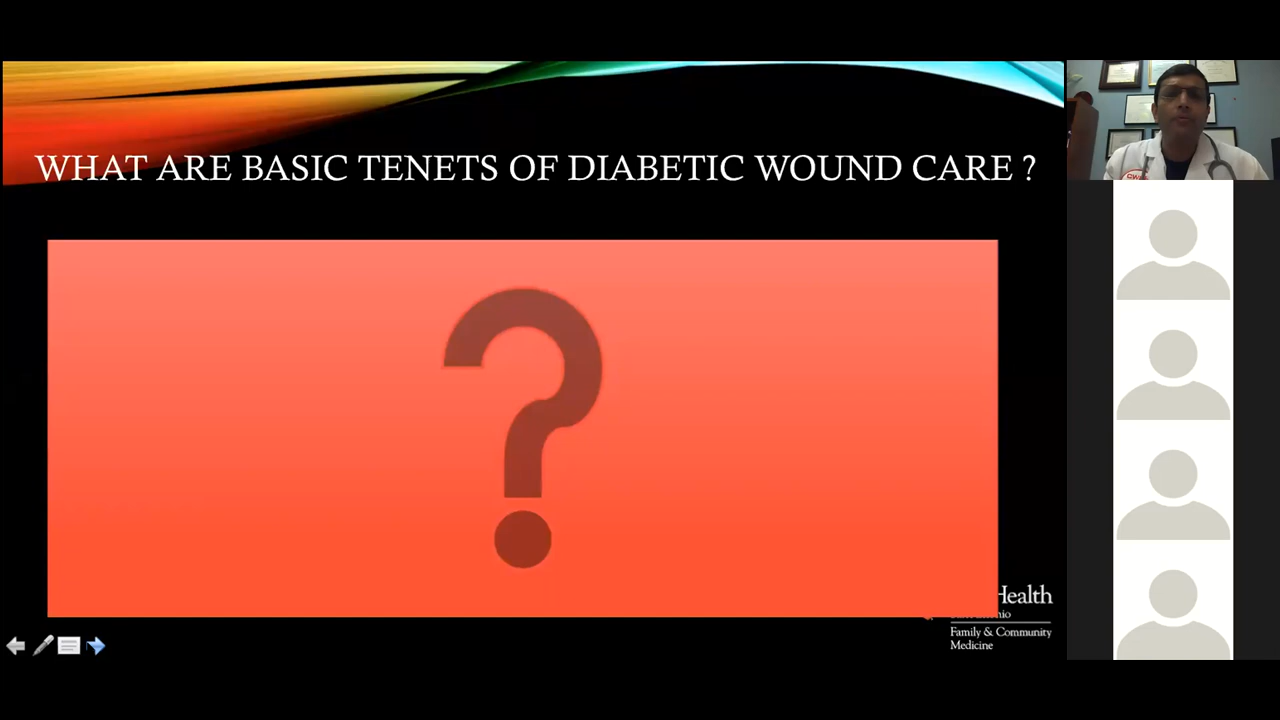 WHAT ARE BASIC TENETS OF DIABETIC WOUND CARE ?
?
Health
Family & Community
Medicine